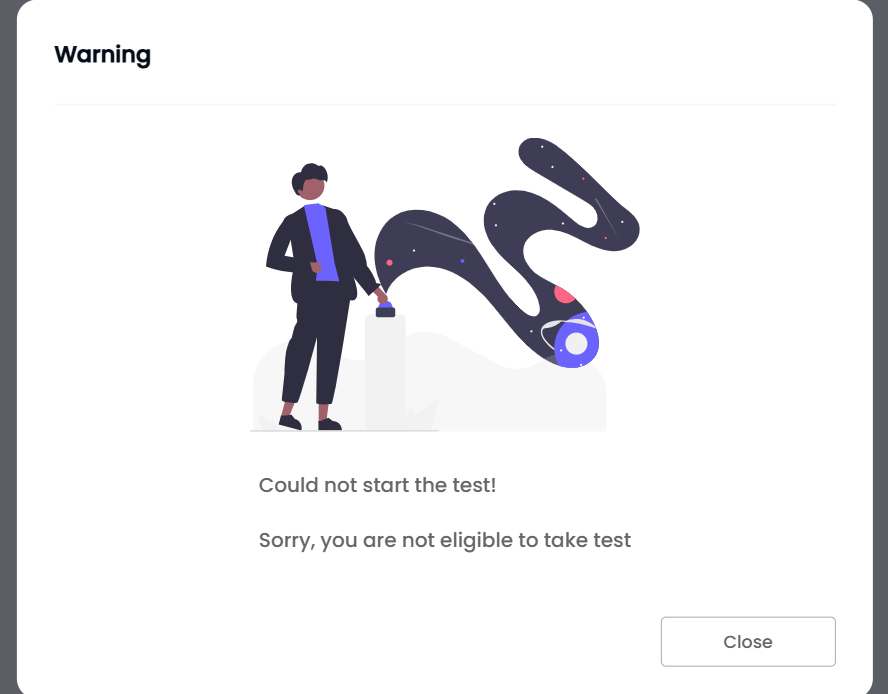 Warning
Could not start the test!
Sorry, you are not eligible to take test
Close